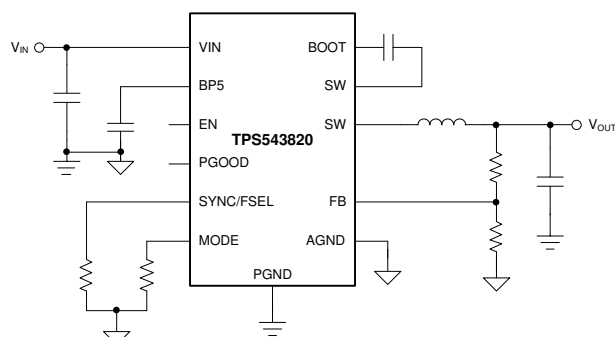 VIN
VIN
BOOT
BP5
SW
EN
SW
VOUT
TPS543820
PGOOD
SYNC/FSEL
FB
MODE
AGND
PGND